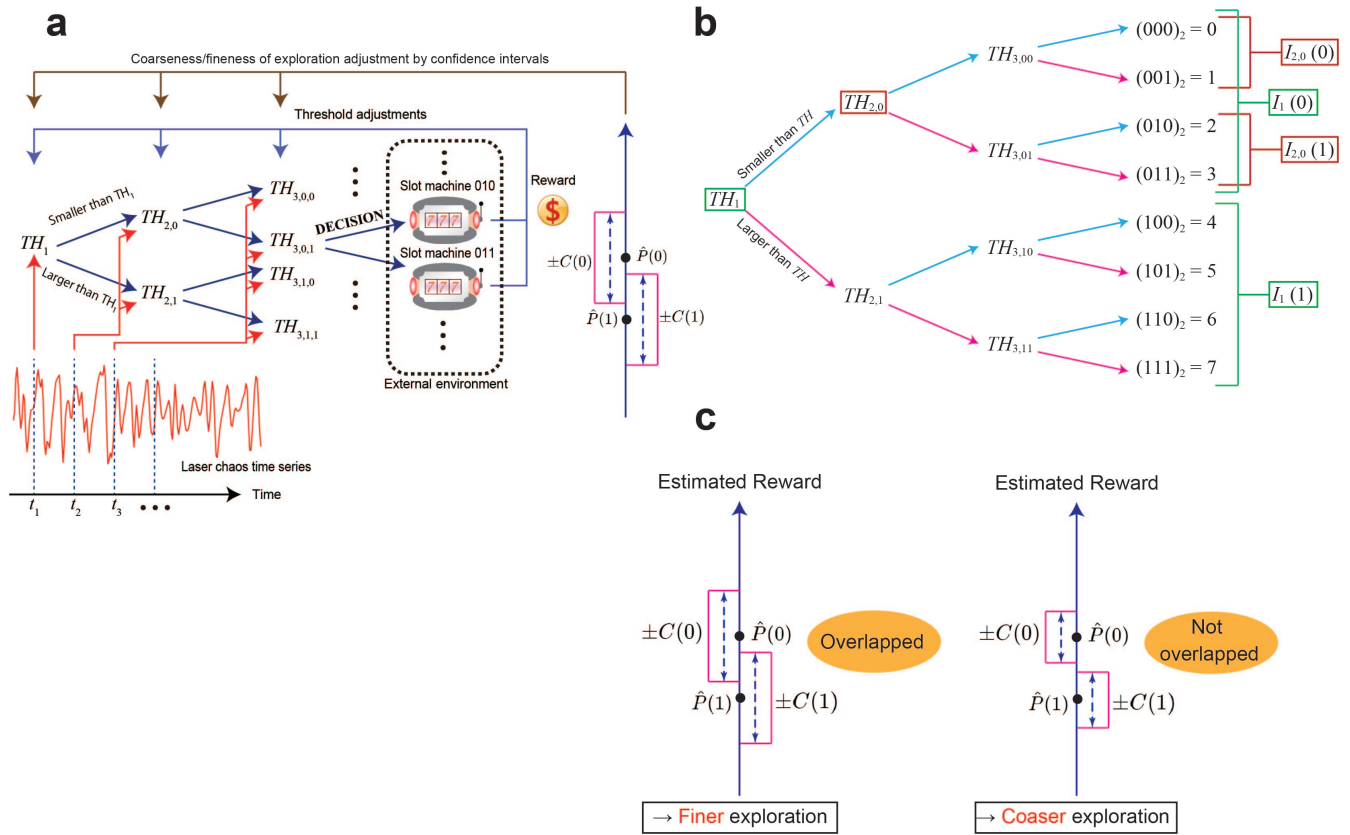 a
Coarseness/fineness of exploration adjustment by confidence intervals
Threshold adjustments
Slot machine 010
Reward
$
777
DECISION
Slot machine 011
777
External environment
Smaller than TH₁
Larger than TH₁
TH₁
TH₂,₀
TH₂,₁
TH₃,₀,₀
TH₃,₀,₁
TH₃,₁,₀
TH₃,₁,₁
Laser chaos time series
Time
t₁ t₂ t₃
±C(0)
P̂(0)
P̂(1)
±C(1)
b
TH₁
Smaller than TH
Larger than TH
TH₂,₀
TH₂,₁
TH₃,₀₀
TH₃,₀₁
TH₃,₁₀
TH₃,₁₁
(000)₂ = 0
(001)₂ = 1
(010)₂ = 2
(011)₂ = 3
(100)₂ = 4
(101)₂ = 5
(110)₂ = 6
(111)₂ = 7
I₂,₀ (0)
I₁ (0)
I₂,₀ (1)
I₁ (1)
c
Estimated Reward
±C(0)
P̂(0)
Overlapped
P̂(1)
±C(1)
→ Finer exploration
Estimated Reward
±C(0)
P̂(0)
Not
overlapped
P̂(1)
±C(1)
→ Coaser exploration